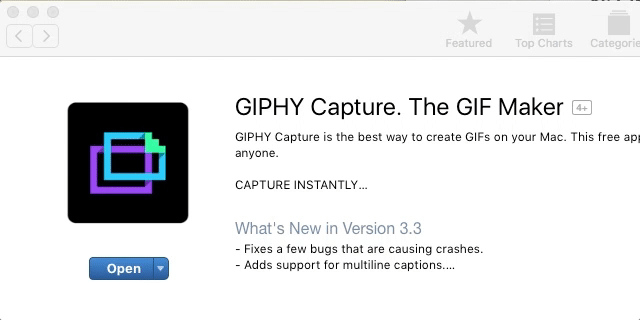 Featured
Top Charts
Categorie
GIPHY Capture. The GIF Maker 4+
GIPHY Capture is the best way to create GIFs on your Mac. This free app
anyone.
CAPTURE INSTANTLY...
What's New in Version 3.3
- Fixes a few bugs that are causing crashes.
- Adds support for multiline captions....
Open